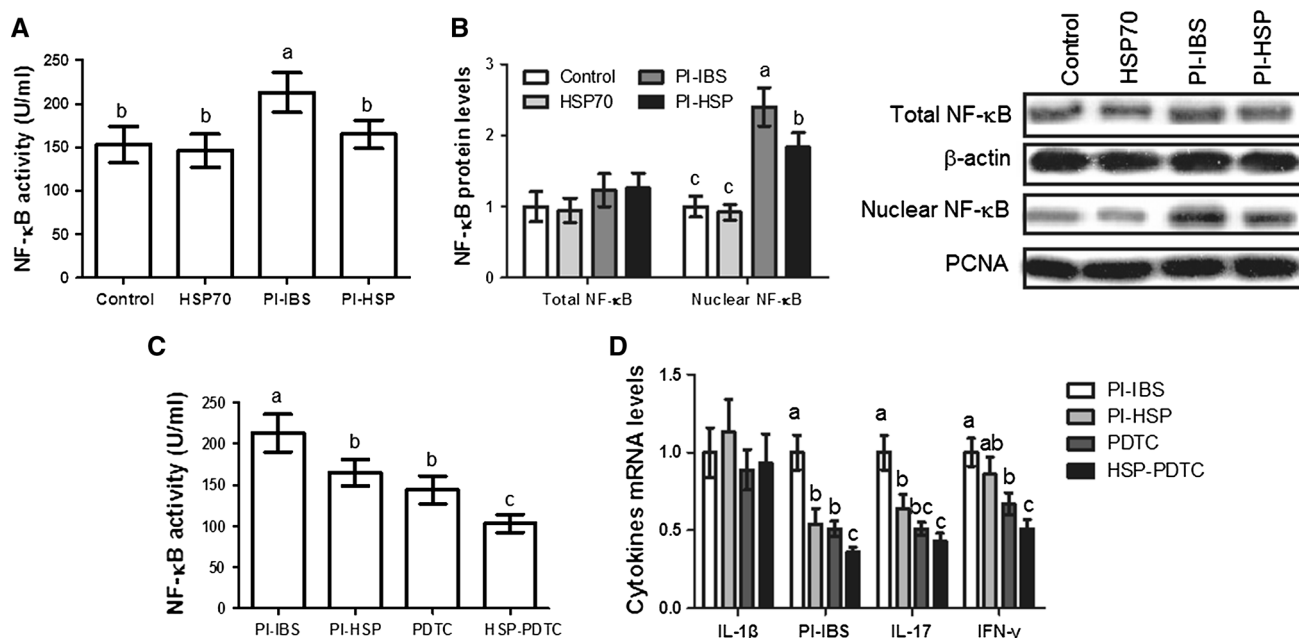 A
NF-κB activity (U/ml)
250
200
150
100
50
0
b
b
a
b
Control HSP70 PI-IBS PI-HSP
B
NF-κB protein levels
3
2
1
0
Control PI-IBS
HSP70 PI-HSP
c
c
a
b
Total NF-κB Nuclear NF-κB
Control
HSP70
PI-IBS
PI-HSP
Total NF-κB
β-actin
Nuclear NF-κB
PCNA
C
NF-κB activity (U/ml)
250
200
150
100
50
0
a
b
b
c
PI-IBS PI-HSP PDTC HSP-PDTC
D
Cytokines mRNA levels
1.5
1.0
0.5
0.0
a
b
b
c
a
b
bc
c
a
ab
b
c
IL-1ß PI-IBS IL-17 IFN-γ
PI-IBS
PI-HSP
PDTC
HSP-PDTC